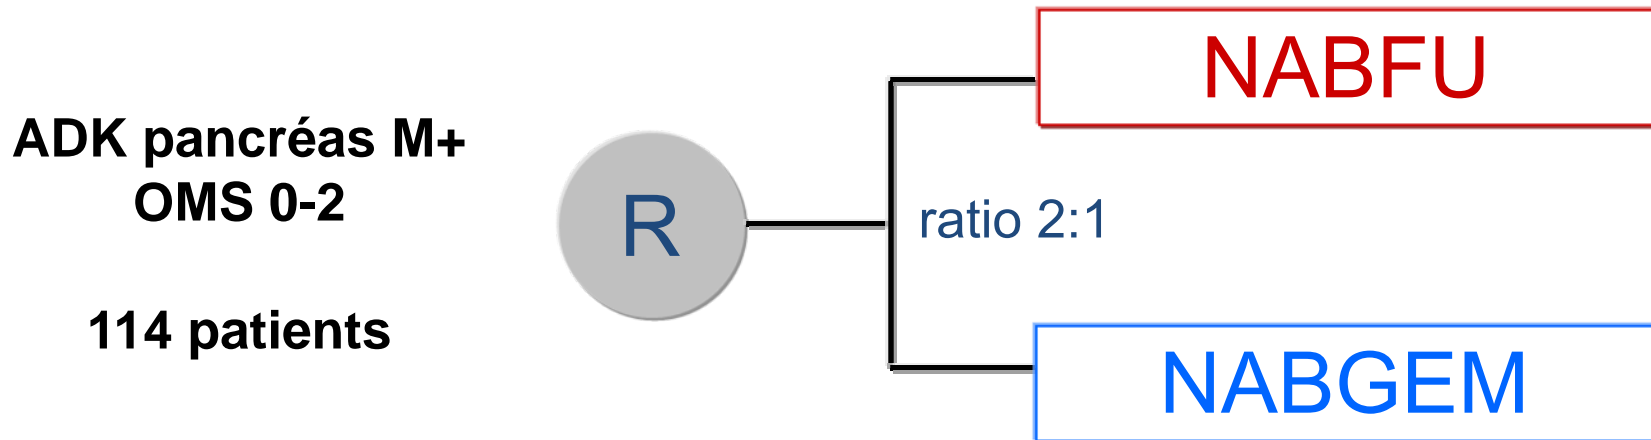 ADK pancréas M+
OMS 0-2
114 patients
R
ratio 2:1
NABFU
NABGEM